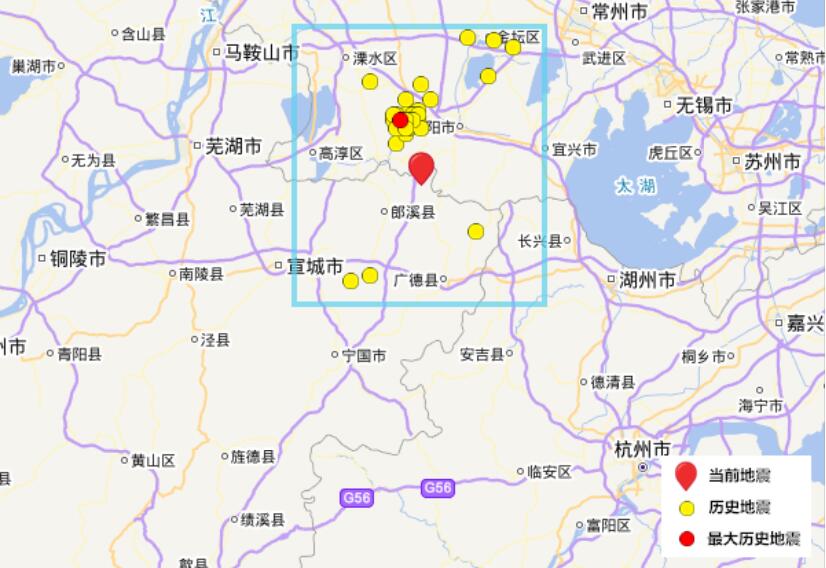 江
常州市
张家港市
含山县
金坛区
马鞍山市
溧水区
武进区
常熟市
巢湖市
无锡市
阳市
芜湖市
高淳区
宜兴市
虎丘区
无为县
苏州市
太湖
芜湖县
郎溪县
吴江区
繁昌县
长兴县
铜陵市
宣城市
南陵县
广德县
湖州市
嘉兴
州市
泾县
青阳县
宁国市
安吉县
桐乡市
德清县
海宁市
杭州市
黄山区
旌德县
临安区
当前地震
县
G56
G56
历史地震
绩溪县
富阳区
最大历史地震
歙县